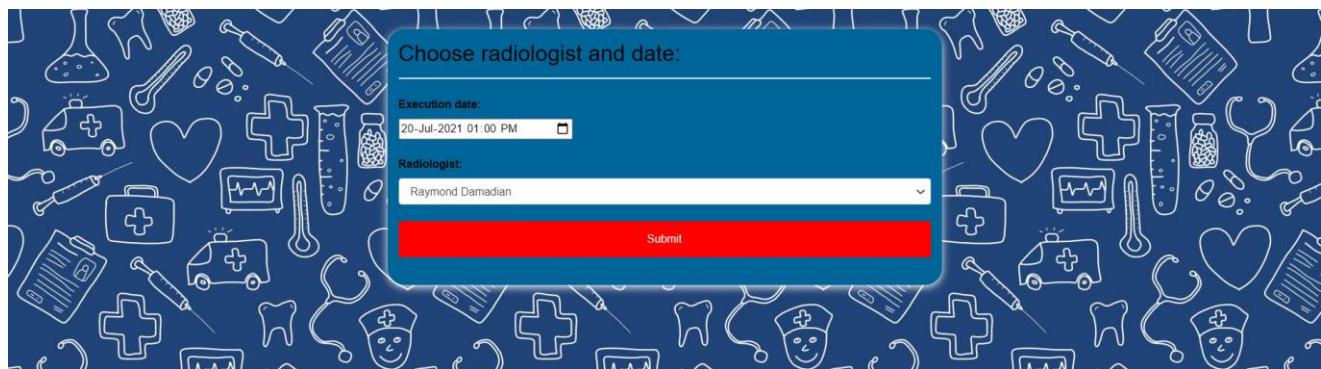 Choose radiologist and date:
Execution date:
20-Jul-2021 01:00 PM
Radiologist:
Raymond Damadian
Submit